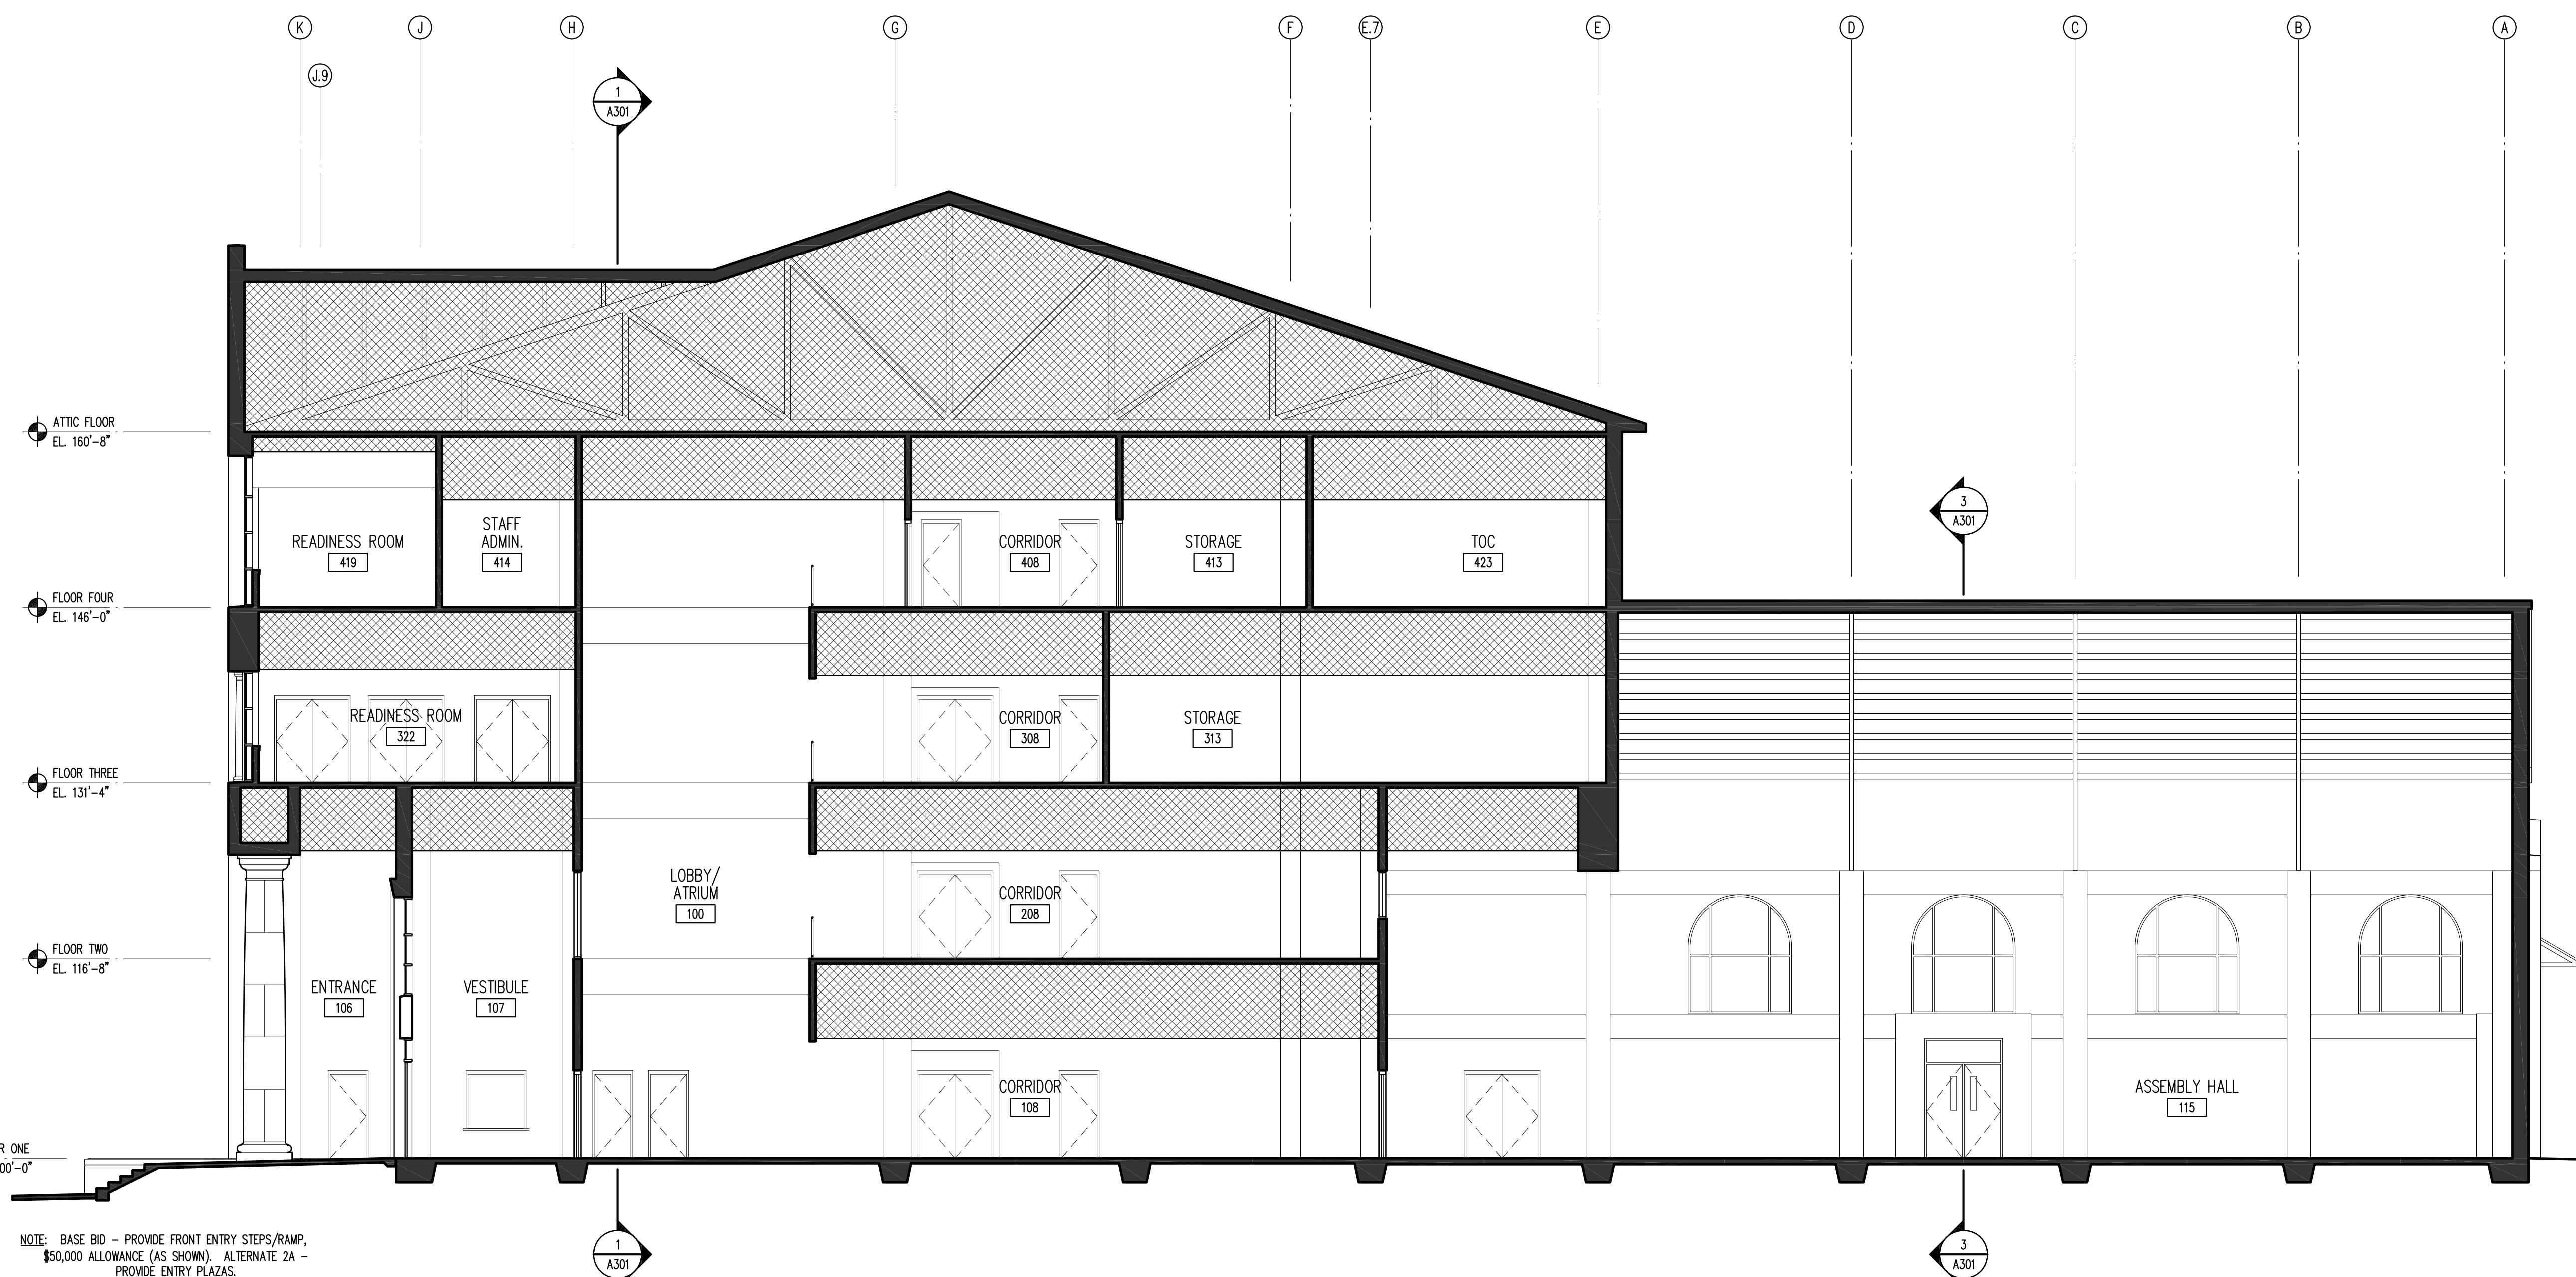 K
J
H
G
F
E.7
E
D
C
B
A
J.9
1
A301
ATTIC FLOOR
EL. 160'-8"
READINESS ROOM
419
STAFF
ADMIN.
414
CORRIDOR
408
STORAGE
413
TOC
423
3
A301
FLOOR FOUR
EL. 146'-0"
READINESS ROOM
322
CORRIDOR
308
STORAGE
313
FLOOR THREE
EL. 131'-4"
LOBBY/
ATRIUM
100
CORRIDOR
208
FLOOR TWO
EL. 116'-8"
ENTRANCE
106
VESTIBULE
107
CORRIDOR
108
ASSEMBLY HALL
115
R ONE
00'-0"
NOTE: BASE BID – PROVIDE FRONT ENTRY STEPS/RAMP,
$50,000 ALLOWANCE (AS SHOWN). ALTERNATE 2A –
PROVIDE ENTRY PLAZAS.
1
A301
3
A301